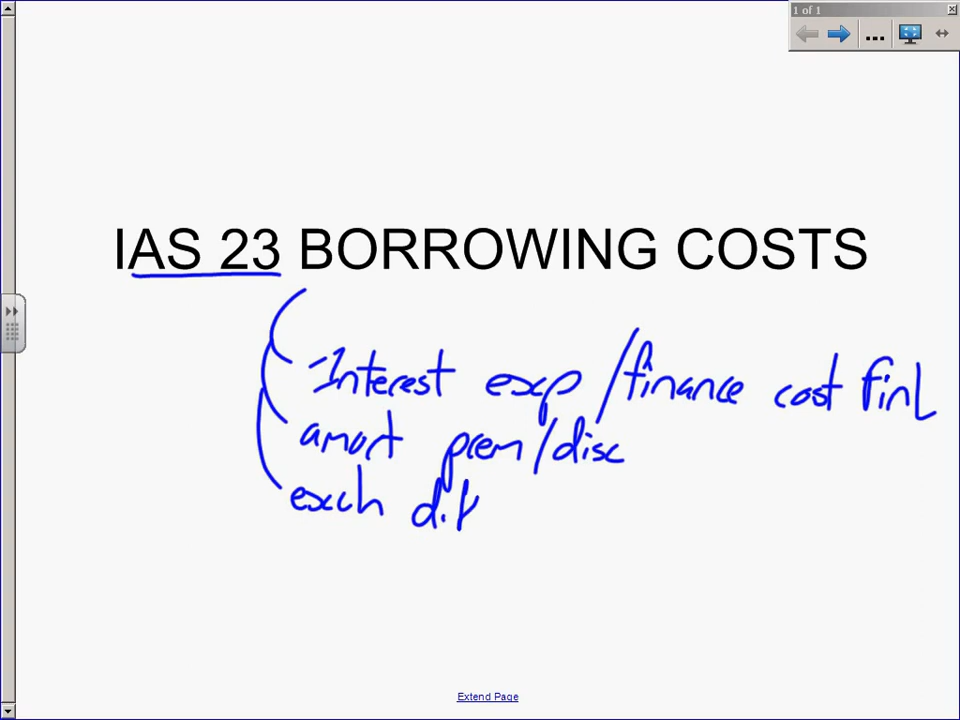 1 of 1
IAS 23 BORROWING COSTS
Interest exp / finance cost finL
amort prem / disc
exch dif
Extend Page